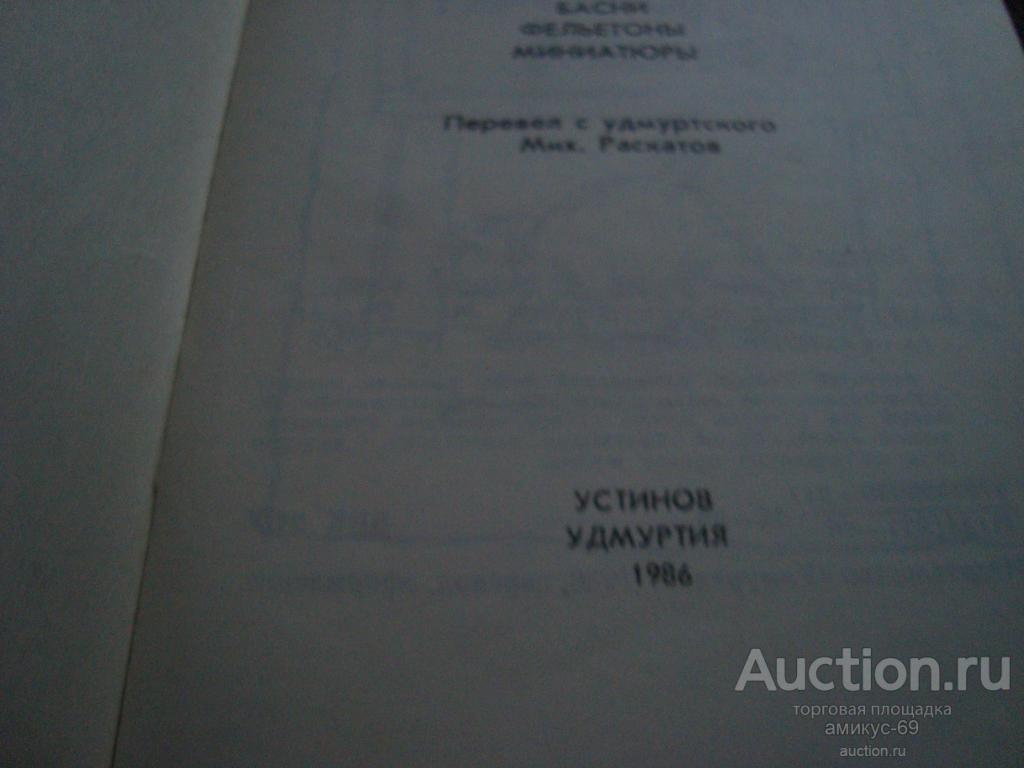 БАСНИ
ФЕЛЬЕТОНЫ
МИНИАТЮРЫ
Перевел с удмуртского
Мих. Раскатов
УСТИНОВ
УДМУРТИЯ
1986
Auction.ru
торговая площадка
амикус-69
auction.ru